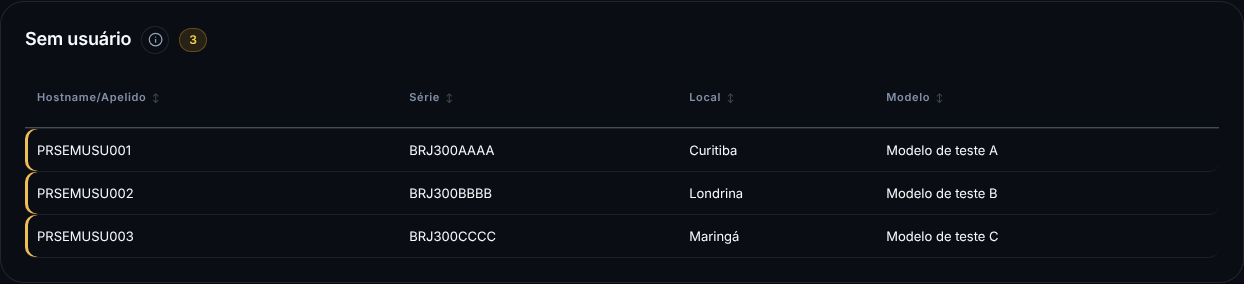 Sem usuário 3
Hostname/Apelido Série Local Modelo
PRSEMUSU001 BRJ300AAAA Curitiba Modelo de teste A
PRSEMUSU002 BRJ300BBBB Londrina Modelo de teste B
PRSEMUSU003 BRJ300CCCC Maringá Modelo de teste C